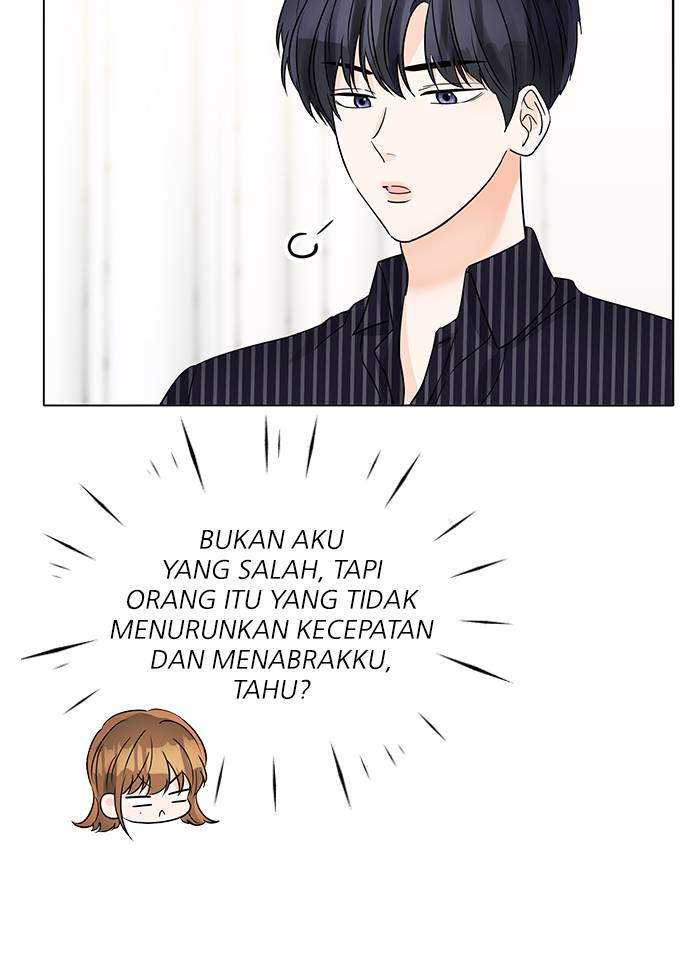 BUKAN AKU
YANG SALAH, TAPI
ORANG ITU YANG TIDAK
MENURUNKAN KECEPATAN
DAN MENABRAKKU,
TAHU?